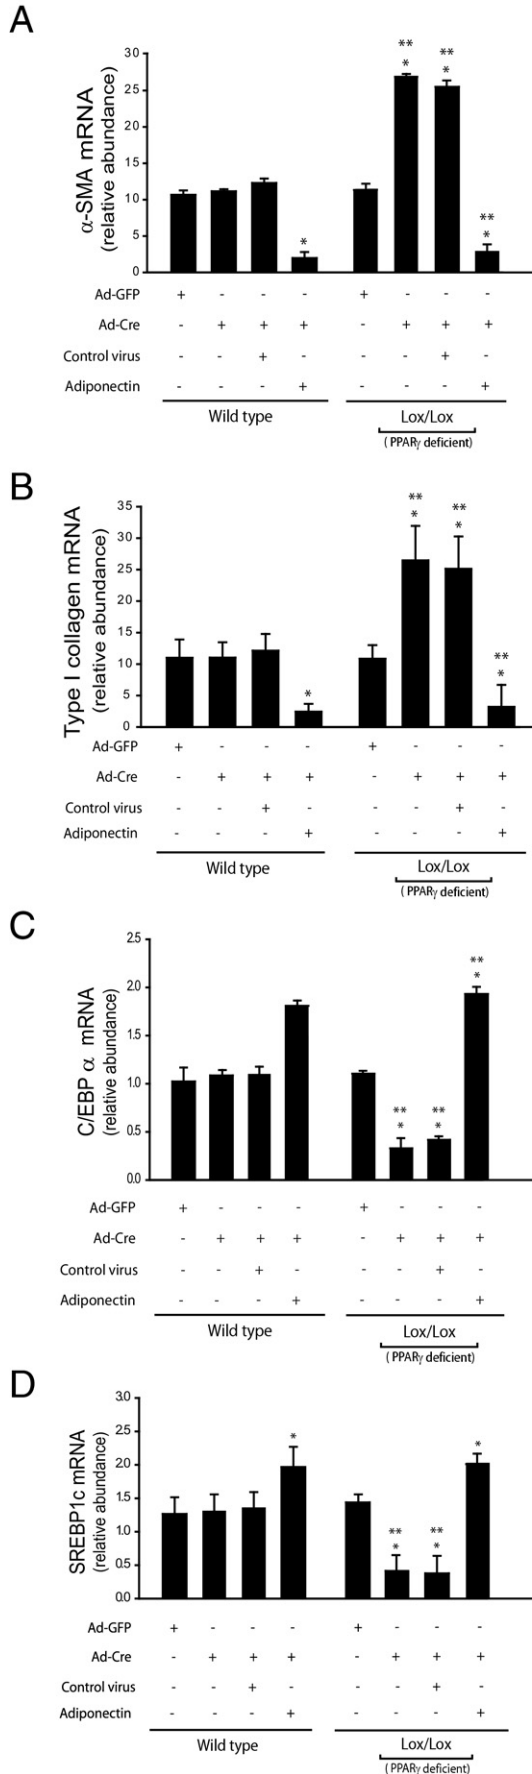 A
α-SMA mRNA
(relative abundance)
30
25
20
15
10
5
0
**
**
*
*
**
*
*
Ad-GFP + - - - + - - -
Ad-Cre - + + + - + + +
Control virus - - + - - - + -
Adiponectin - - - + - - - +
Wild type Lox/Lox
( PPARγ deficient)
B
Type I collagen mRNA
(relative abundance)
35
30
25
20
15
10
5
0
**
**
*
*
**
*
*
Ad-GFP + - - - + - - -
Ad-Cre - + + + - + + +
Control virus - - + - - - + -
Adiponectin - - - + - - - +
Wild type Lox/Lox
( PPARγ deficient)
C
C/EBP α mRNA
(relative abundance)
2.5
2.0
1.5
1.0
0.5
0.0
**
*
**
**
*
*
Ad-GFP + - - - + - - -
Ad-Cre - + + + - + + +
Control virus - - + - - - + -
Adiponectin - - - + - - - +
Wild type Lox/Lox
( PPARγ deficient)
D
SREBP1c mRNA
(relative abundance)
3.0
2.5
2.0
1.5
1.0
0.5
0.0
*
*
**
**
*
*
Ad-GFP + - - - + - - -
Ad-Cre - + + + - + + +
Control virus - - + - - - + -
Adiponectin - - - + - - - +
Wild type Lox/Lox
( PPARγ deficient)